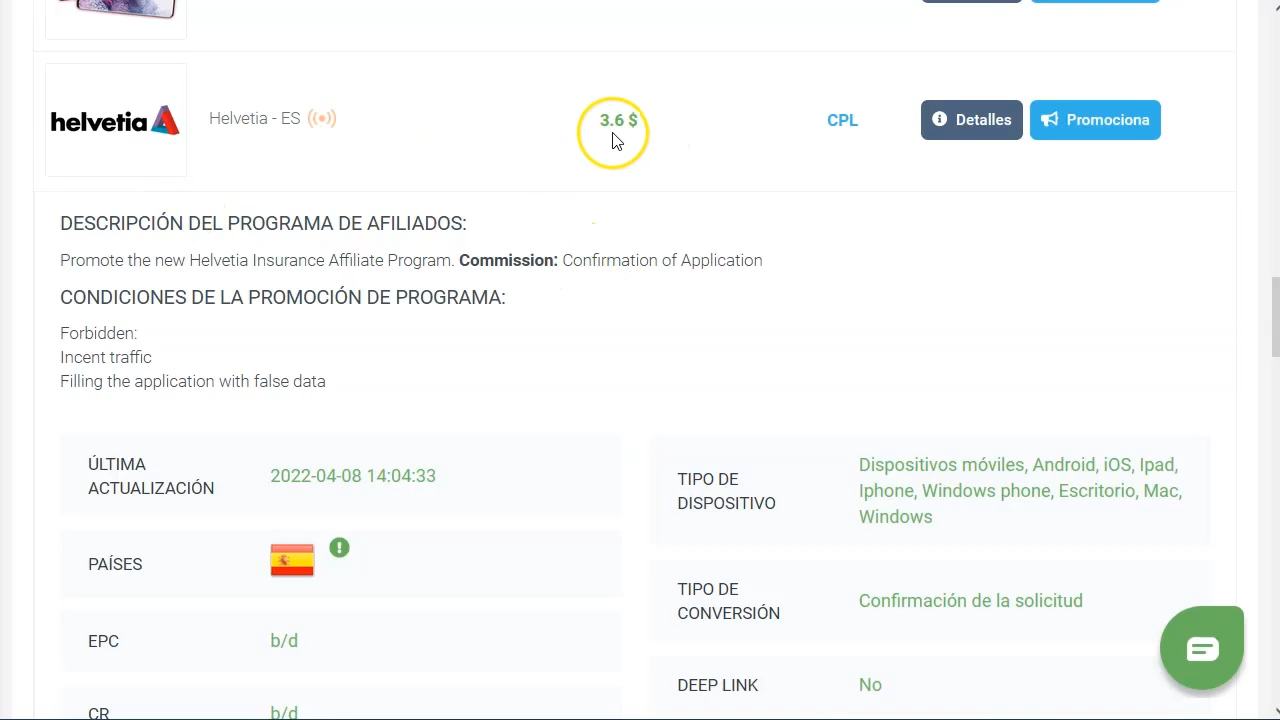 helvetia
Helvetia - ES
3.6 $
CPL
Detalles
Promociona
DESCRIPCIÓN DEL PROGRAMA DE AFILIADOS:
Promote the new Helvetia Insurance Affiliate Program. Commission: Confirmation of Application
CONDICIONES DE LA PROMOCIÓN DE PROGRAMA:
Forbidden:
Incent traffic
Filling the application with false data
ÚLTIMA
ACTUALIZACIÓN
2022-04-08 14:04:33
PAÍSES
EPC
b/d
CR
b/d
TIPO DE
DISPOSITIVO
Dispositivos móviles, Android, iOS, Ipad,
Iphone, Windows phone, Escritorio, Mac,
Windows
TIPO DE
CONVERSIÓN
Confirmación de la solicitud
DEEP LINK
No